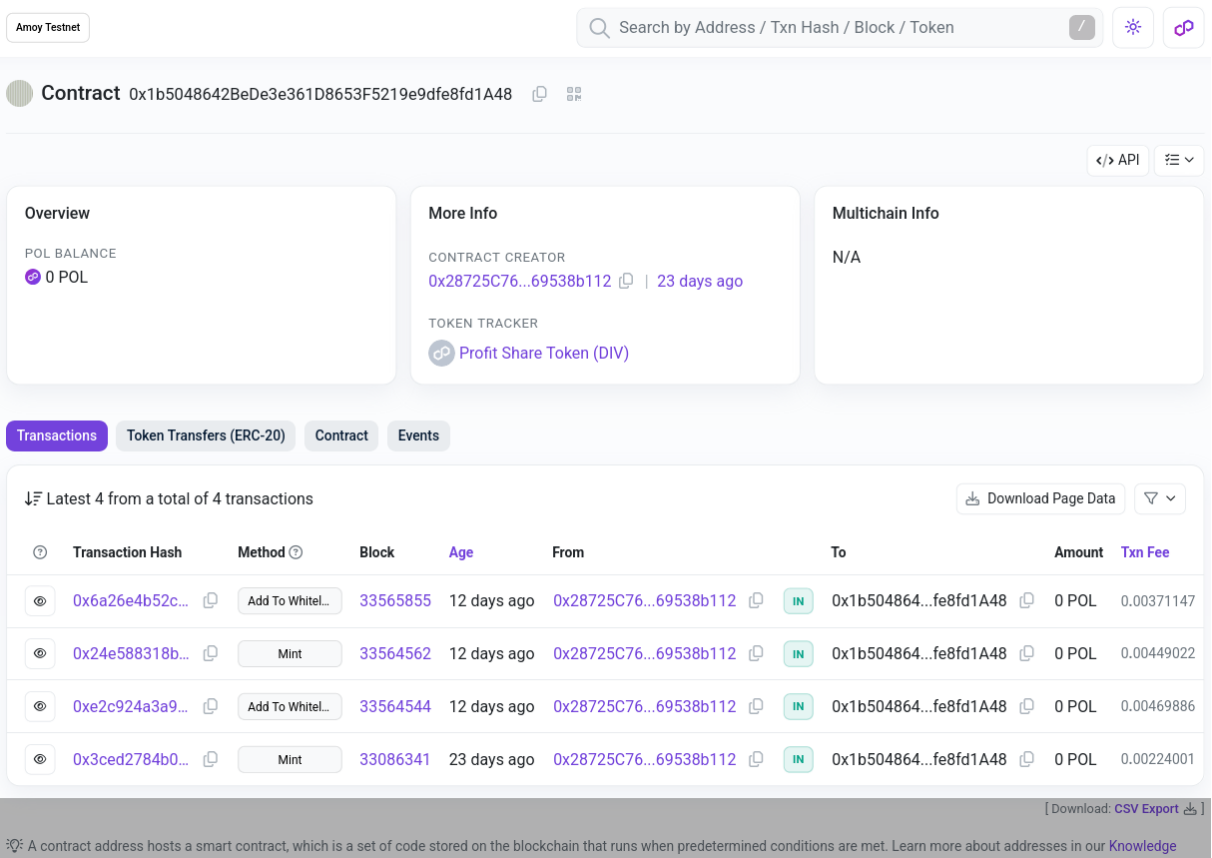 Amoy Testnet
Search by Address / Txn Hash / Block / Token
/
Contract 0x1b5048642BeDe3e361D8653F5219e9dfe8fd1A48
</> API
Overview
POL BALANCE
0 POL
More Info
CONTRACT CREATOR
0x28725C76...69538b112 | 23 days ago
TOKEN TRACKER
Profit Share Token (DIV)
Multichain Info
N/A
Transactions Token Transfers (ERC-20) Contract Events
Latest 4 from a total of 4 transactions Download Page Data
Transaction Hash Method Block Age From To Amount Txn Fee
0x6a26e4b52c... Add To Whitel... 33565855 12 days ago 0x28725C76...69538b112 IN 0x1b504864...fe8fd1A48 0 POL 0.00371147
0x24e588318b... Mint 33564562 12 days ago 0x28725C76...69538b112 IN 0x1b504864...fe8fd1A48 0 POL 0.00449022
0xe2c924a3a9... Add To Whitel... 33564544 12 days ago 0x28725C76...69538b112 IN 0x1b504864...fe8fd1A48 0 POL 0.00469886
0x3ced2784b0... Mint 33086341 23 days ago 0x28725C76...69538b112 IN 0x1b504864...fe8fd1A48 0 POL 0.00224001
[ Download: CSV Export ]
A contract address hosts a smart contract, which is a set of code stored on the blockchain that runs when predetermined conditions are met. Learn more about addresses in our Knowledge